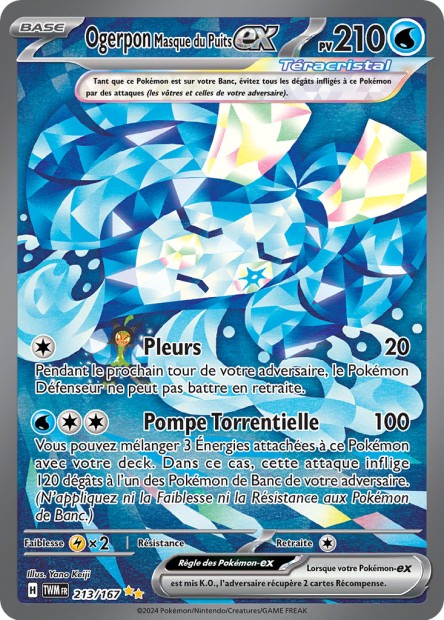 BASE
Ogerpon Masque du Puits ex PV 210
Téracristal
Tant que ce Pokémon est sur votre Banc, évitez tous les dégâts infligés à ce Pokémon
par des attaques (les vôtres et celles de votre adversaire).
Pleurs 20
Pendant le prochain tour de votre adversaire, le Pokémon
Défenseur ne peut pas battre en retraite.
Pompe Torrentielle 100
Vous pouvez mélanger 3 Énergies attachées à ce Pokémon
avec votre deck. Dans ce cas, cette attaque inflige
120 dégâts à l'un des Pokémon de Banc de votre adversaire.
(N'appliquez ni la Faiblesse ni la Résistance aux Pokémon
de Banc.)
Faiblesse ×2 Résistance Retraite
Règle des Pokémon-ex Lorsque votre Pokémon-ex
est mis K.O., l'adversaire récupère 2 cartes Récompense.
Illus. Yano Keiji
H TWM FR 213/167
©2024 Pokémon/Nintendo/Creatures/GAME FREAK